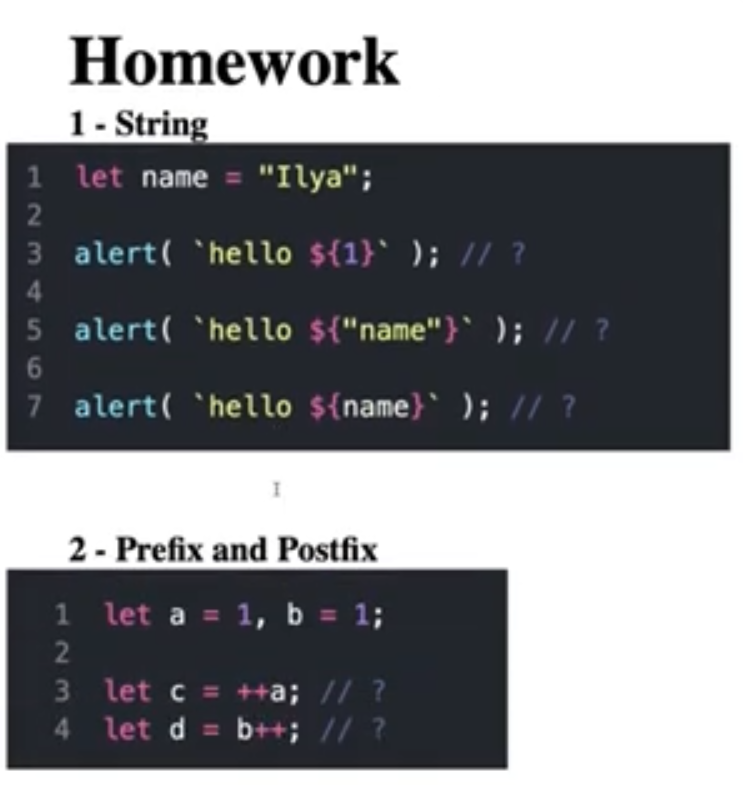 Homework
1 - String
1 let name = "Ilya";
2
3 alert( `hello ${1}` ); // ?
4
5 alert( `hello ${"name"}` ); // ?
6
7 alert( `hello ${name}` ); // ?
2 - Prefix and Postfix
1 let a = 1, b = 1;
2
3 let c = ++a; // ?
4 let d = b++; // ?